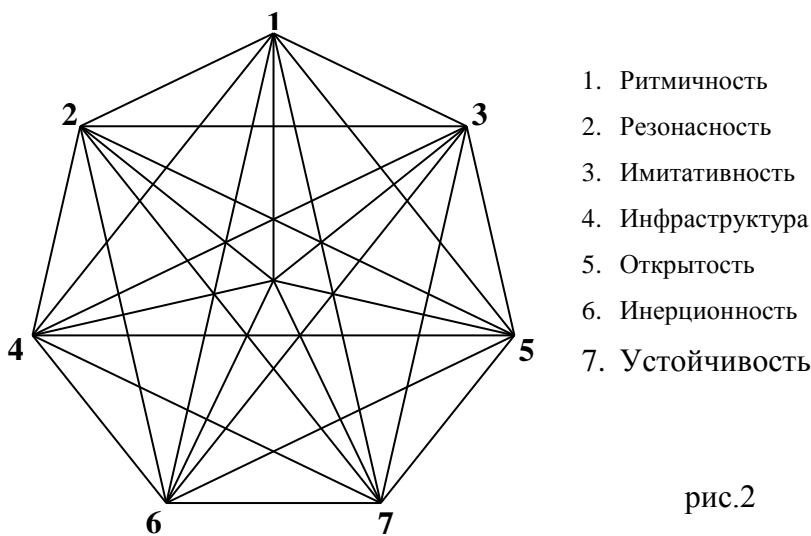 1
2
3
4
5
6
7
1. Ритмичность
2. Резонасность
3. Имитативность
4. Инфраструктура
5. Открытость
6. Инерционность
7. Устойчивость
рис.2